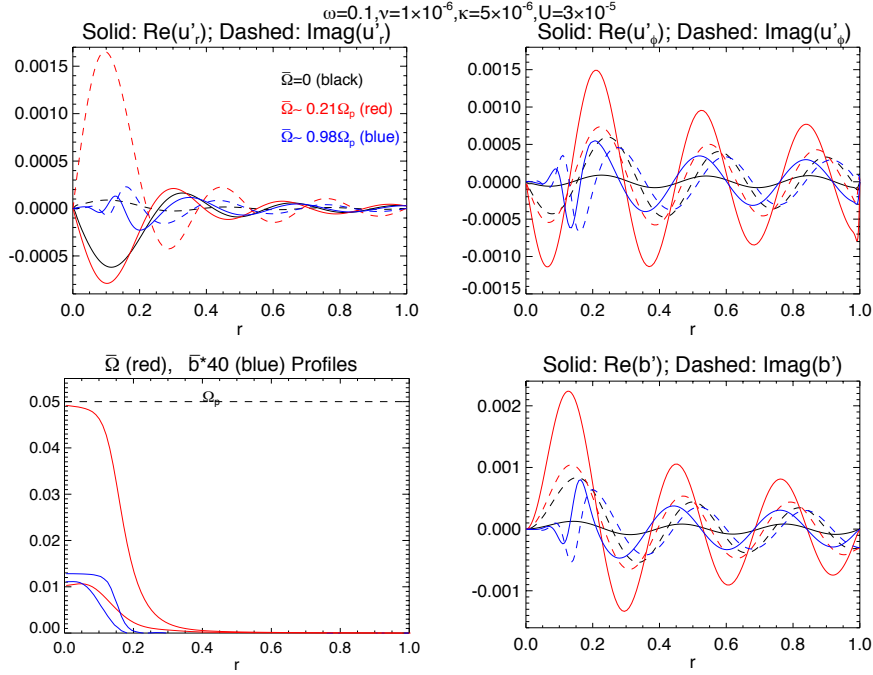 ω=0.1,ν=1×10⁻⁶,κ=5×10⁻⁶,U=3×10⁻⁵
Solid: Re(u'ᵣ); Dashed: Imag(u'ᵣ)
0.0015
0.0010
0.0005
0.0000
-0.0005
Ω̄=0 (black)
Ω̄~ 0.21Ωₚ (red)
Ω̄~ 0.98Ωₚ (blue)
0.0 0.2 0.4 0.6 0.8 1.0
r
Solid: Re(u'ᵩ); Dashed: Imag(u'ᵩ)
0.0015
0.0010
0.0005
0.0000
-0.0005
-0.0010
-0.0015
0.0 0.2 0.4 0.6 0.8 1.0
r
Ω̄ (red), b̄*40 (blue) Profiles
0.05
0.04
0.03
0.02
0.01
0.00
Ωₚ
0.0 0.2 0.4 0.6 0.8 1.0
r
Solid: Re(b'); Dashed: Imag(b')
0.002
0.001
0.000
-0.001
0.0 0.2 0.4 0.6 0.8 1.0
r